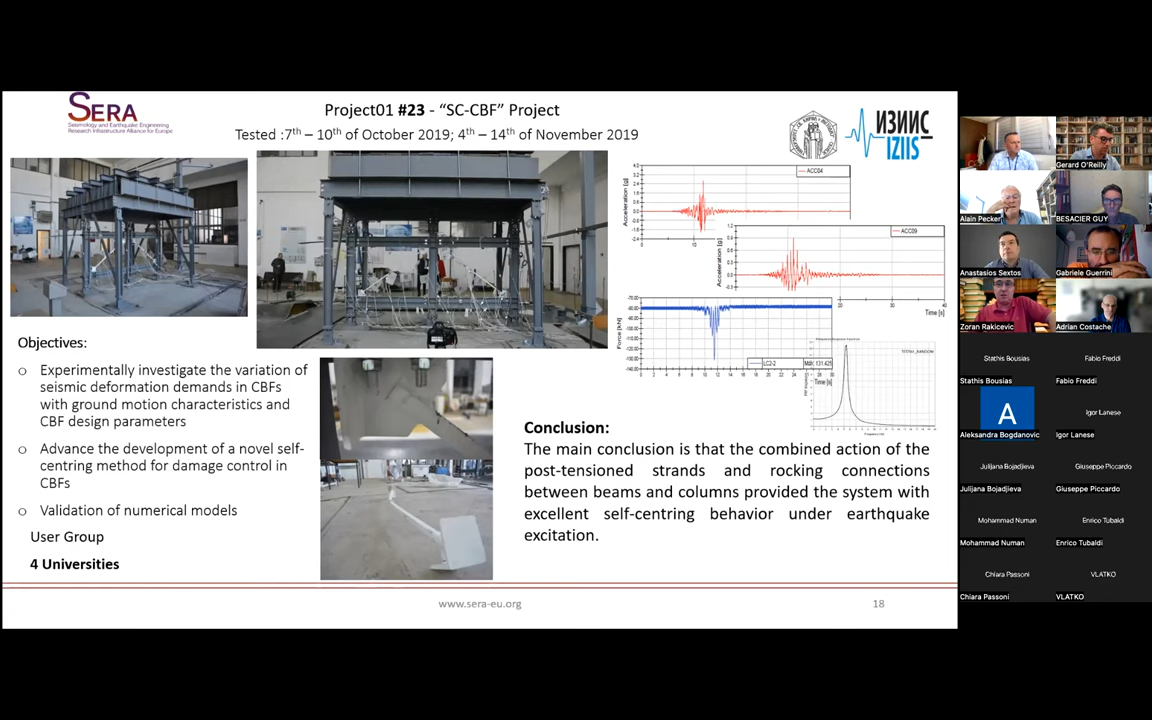 SERA
Seismology and Earthquake Engineering
Research Infrastructure Alliance for Europe
Project01 #23 - “SC-CBF” Project
Tested :7th – 10th of October 2019; 4th – 14th of November 2019
ИЗИИС
IZIIS
Objectives:
o Experimentally investigate the variation of
seismic deformation demands in CBFs
with ground motion characteristics and
CBF design parameters
o Advance the development of a novel self-
centring method for damage control in
CBFs
o Validation of numerical models
User Group
4 Universities
Acceleration [g]
ACC04
Acceleration [g]
ACC09
Time [s]
Force [kN]
LC2-2
Time [s]
Conclusion:
The main conclusion is that the combined action of the
post-tensioned strands and rocking connections
between beams and columns provided the system with
excellent self-centring behavior under earthquake
excitation.
www.sera-eu.org
18
Gerard O'Reilly
Alain Pecker
BESACIER GUY
Anastasios Sextos
Gabriele Guerrini
Zoran Rakicevic
Adrian Costache
Stathis Bousias
Fabio Freddi
Stathis Bousias
Fabio Freddi
A
Igor Lanese
Aleksandra Bogdanovic
Igor Lanese
Julijana Bojadjieva
Giuseppe Piccardo
Julijana Bojadjieva
Giuseppe Piccardo
Mohammad Numan
Enrico Tubaldi
Mohammad Numan
Enrico Tubaldi
Chiara Passoni
VLATKO
Chiara Passoni
VLATKO